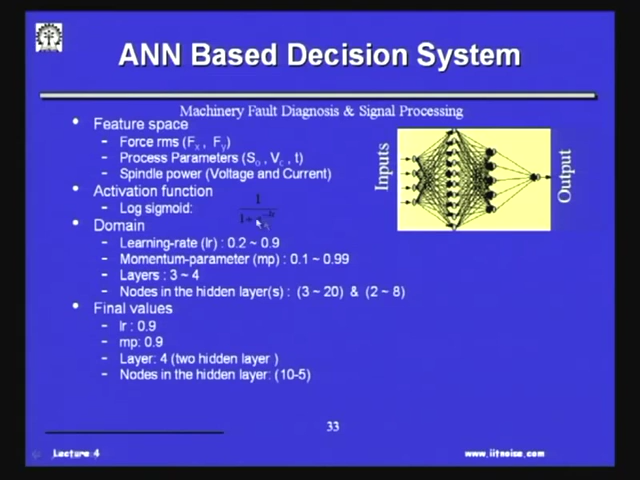 ANN Based Decision System
Machinery Fault Diagnosis & Signal Processing
• Feature space
- Force rms (Fx , Fy)
- Process Parameters (So , Vc , t)
- Spindle power (Voltage and Current)
• Activation function
- Log sigmoid:
• Domain
- Learning-rate (lr) : 0.2 ~ 0.9
- Momentum-parameter (mp) : 0.1 ~ 0.99
- Layers : 3 ~ 4
- Nodes in the hidden layer(s) : (3 ~ 20) & (2 ~ 8)
• Final values
- lr : 0.9
- mp: 0.9
- Layer: 4 (two hidden layer )
- Nodes in the hidden layer: (10-5)
Inputs
Output
33
Lecture 4
www.iitnoise.com